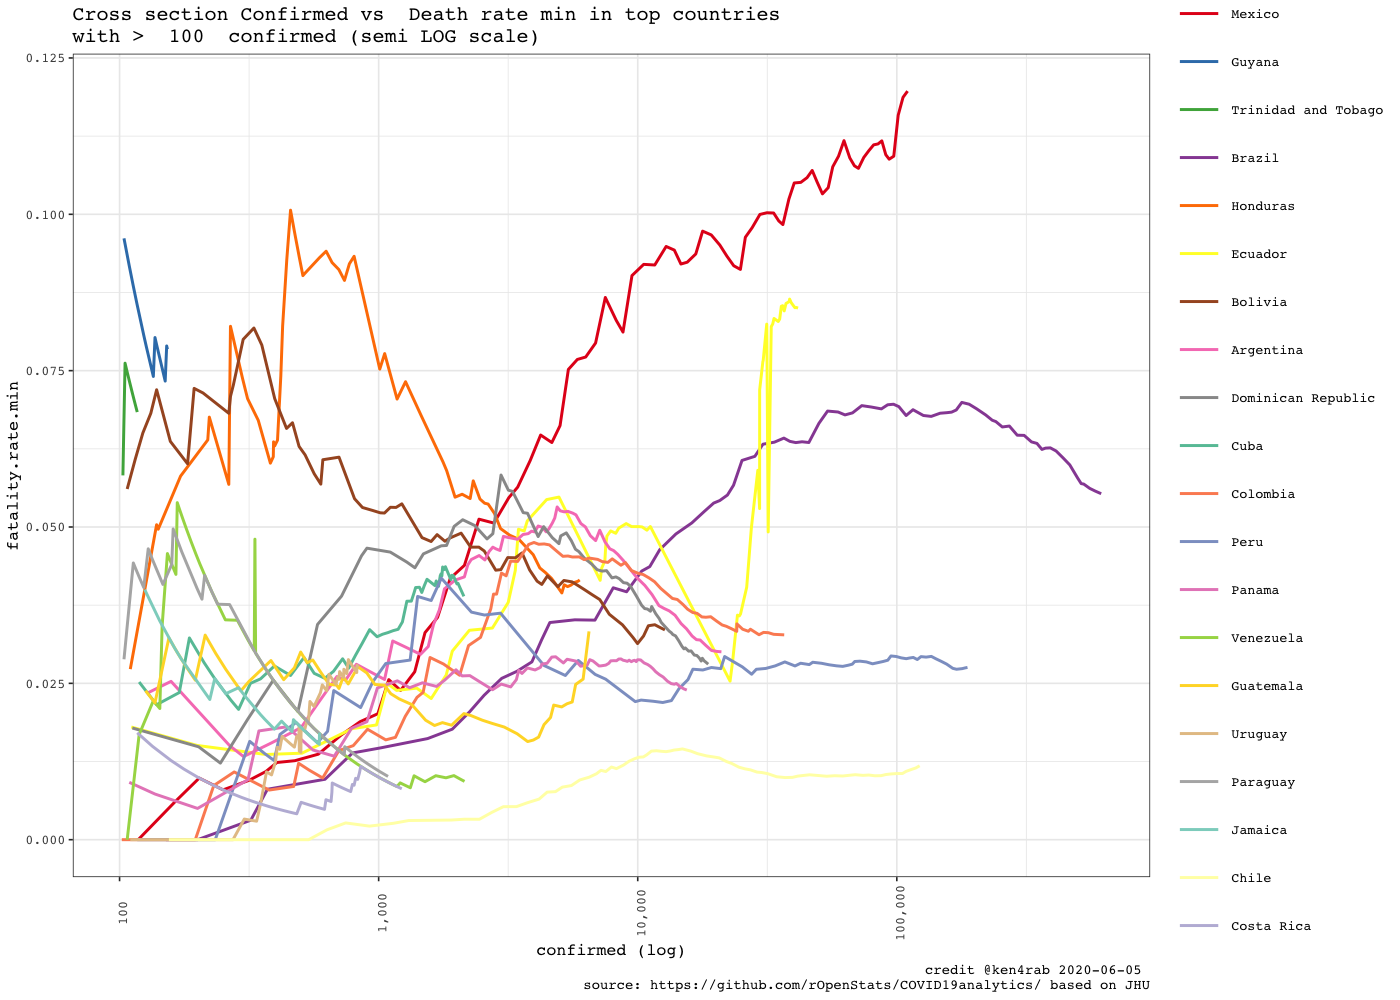 Cross section Confirmed vs  Death rate min in top countries
with >  100  confirmed (semi LOG scale)
Mexico
Guyana
Trinidad and Tobago
Brazil
Honduras
Ecuador
Bolivia
Argentina
Dominican Republic
Cuba
Colombia
Peru
Panama
Venezuela
Guatemala
Uruguay
Paraguay
Jamaica
Chile
Costa Rica
fatality.rate.min
0.125
0.100
0.075
0.050
0.025
0.000
100
1,000
10,000
100,000
confirmed (log)
credit @ken4rab 2020-06-05
source: https://github.com/rOpenStats/COVID19analytics/ based on JHU